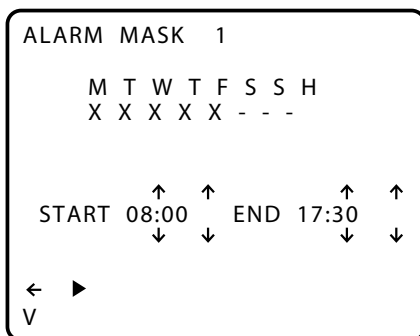 ALARM MASK 1
M T W T F S S H
X X X X X - - -
↑ ↑ ↑ ↑
START 08:00 END 17:30
↓ ↓ ↓ ↓
← ▶
V